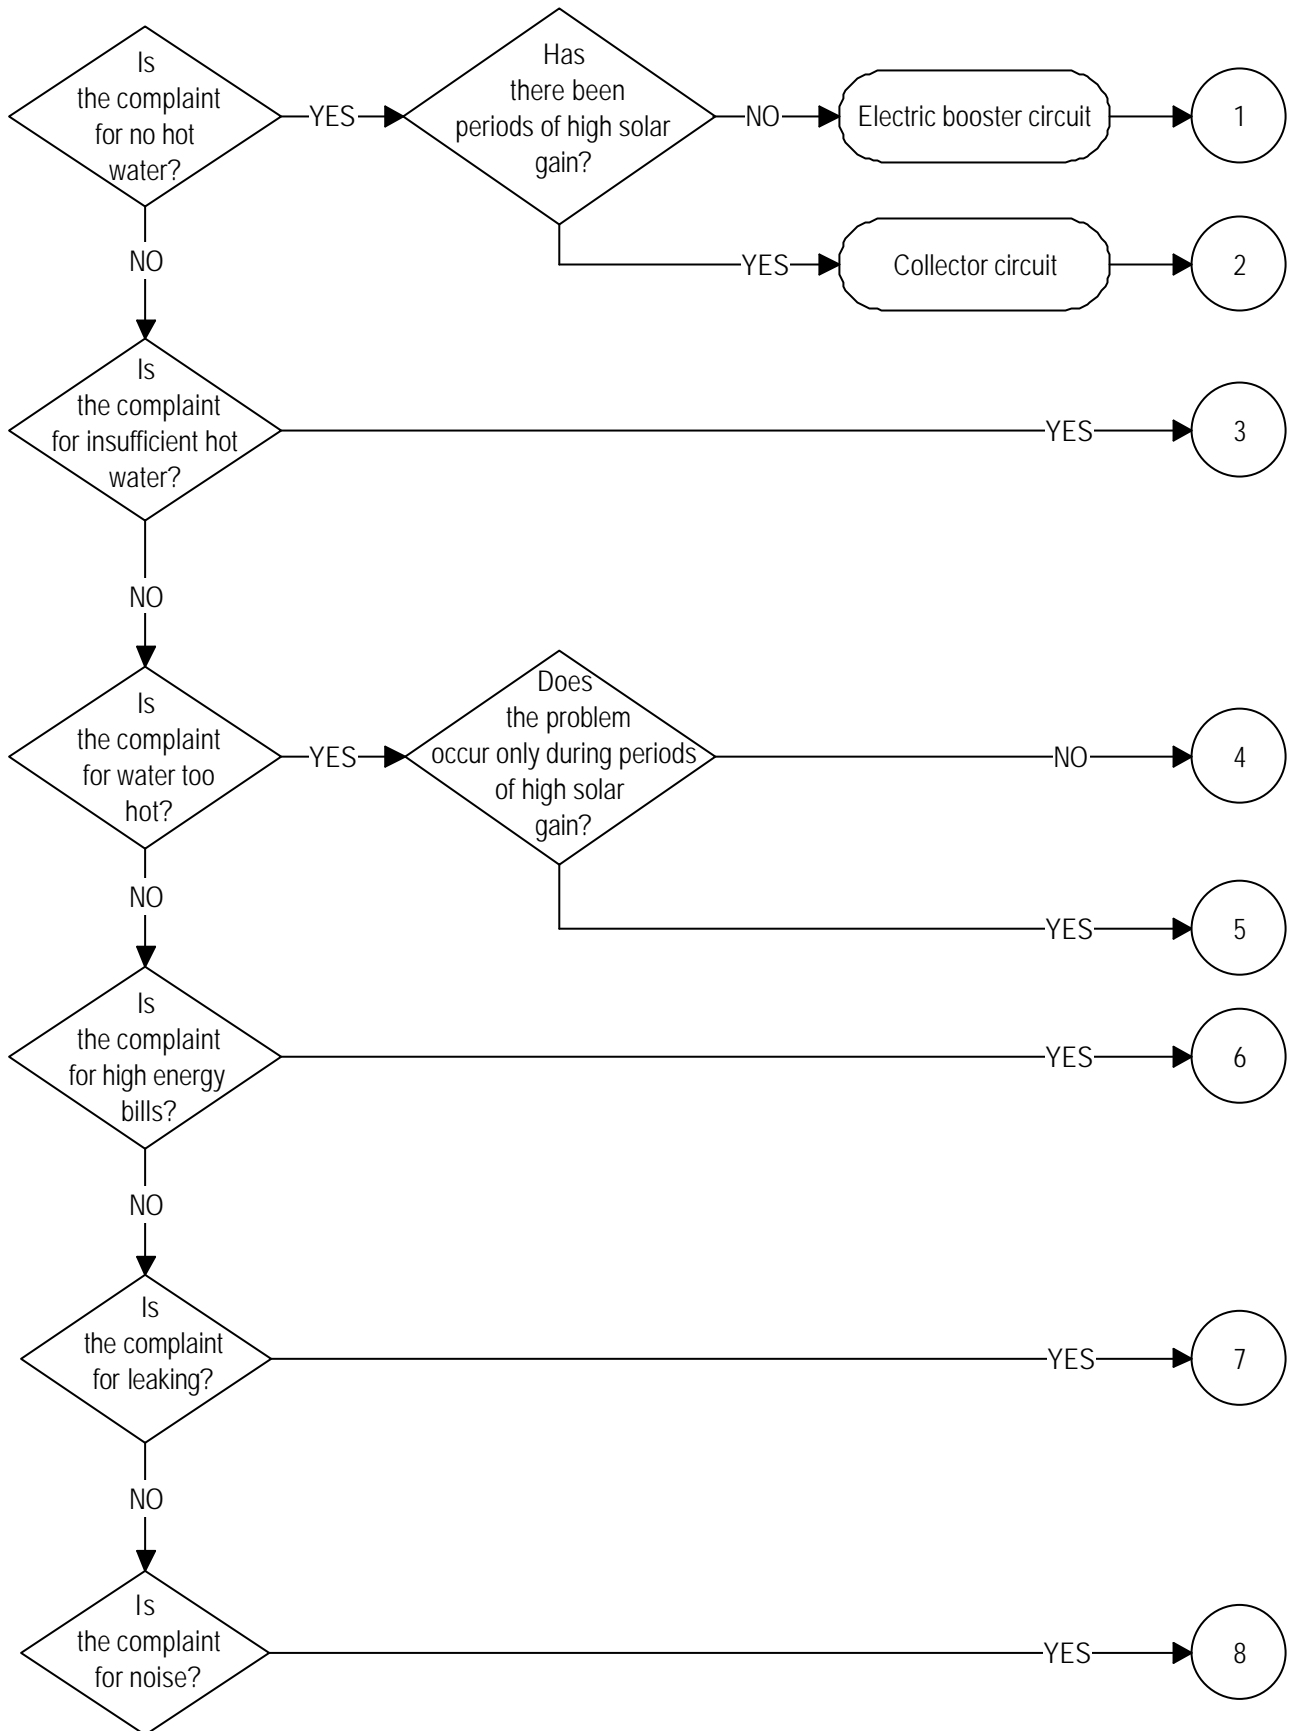 Is
the complaint
for no hot
water?
YES
Has
there been
periods of high solar
gain?
NO
Electric booster circuit
1
NO
YES
Collector circuit
2
Is
the complaint
for insufficient hot
water?
YES
3
NO
Is
the complaint
for water too
hot?
YES
Does
the problem
occur only during periods
of high solar
gain?
NO
4
NO
YES
5
Is
the complaint
for high energy
bills?
YES
6
NO
Is
the complaint
for leaking?
YES
7
NO
Is
the complaint
for noise?
YES
8